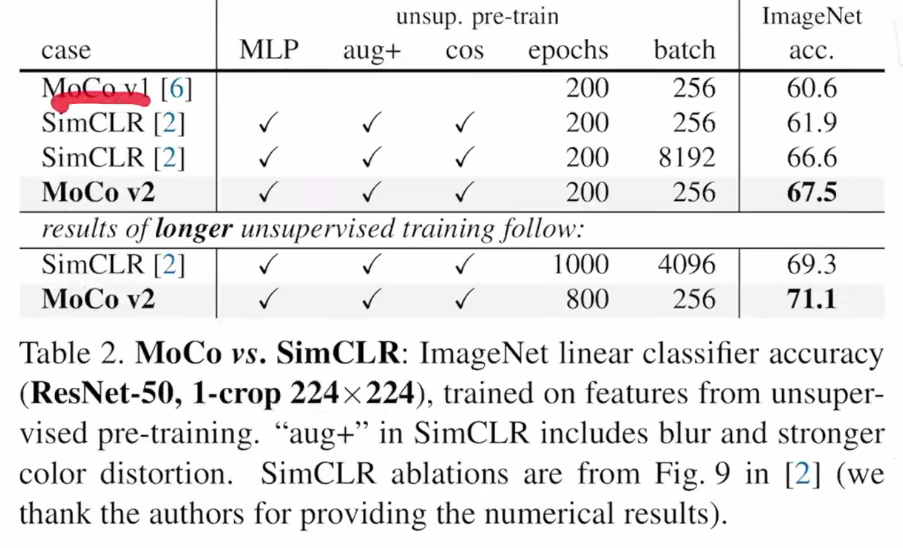 unsup. pre-train ImageNet
case MLP aug+ cos epochs batch acc.
MoCo v1 [6] 200 256 60.6
SimCLR [2] ✓ ✓ ✓ 200 256 61.9
SimCLR [2] ✓ ✓ ✓ 200 8192 66.6
MoCo v2 ✓ ✓ ✓ 200 256 67.5
results of longer unsupervised training follow:
SimCLR [2] ✓ ✓ ✓ 1000 4096 69.3
MoCo v2 ✓ ✓ ✓ 800 256 71.1
Table 2. MoCo vs. SimCLR: ImageNet linear classifier accuracy
(ResNet-50, 1-crop 224×224), trained on features from unsuper-
vised pre-training. “aug+” in SimCLR includes blur and stronger
color distortion. SimCLR ablations are from Fig. 9 in [2] (we
thank the authors for providing the numerical results).